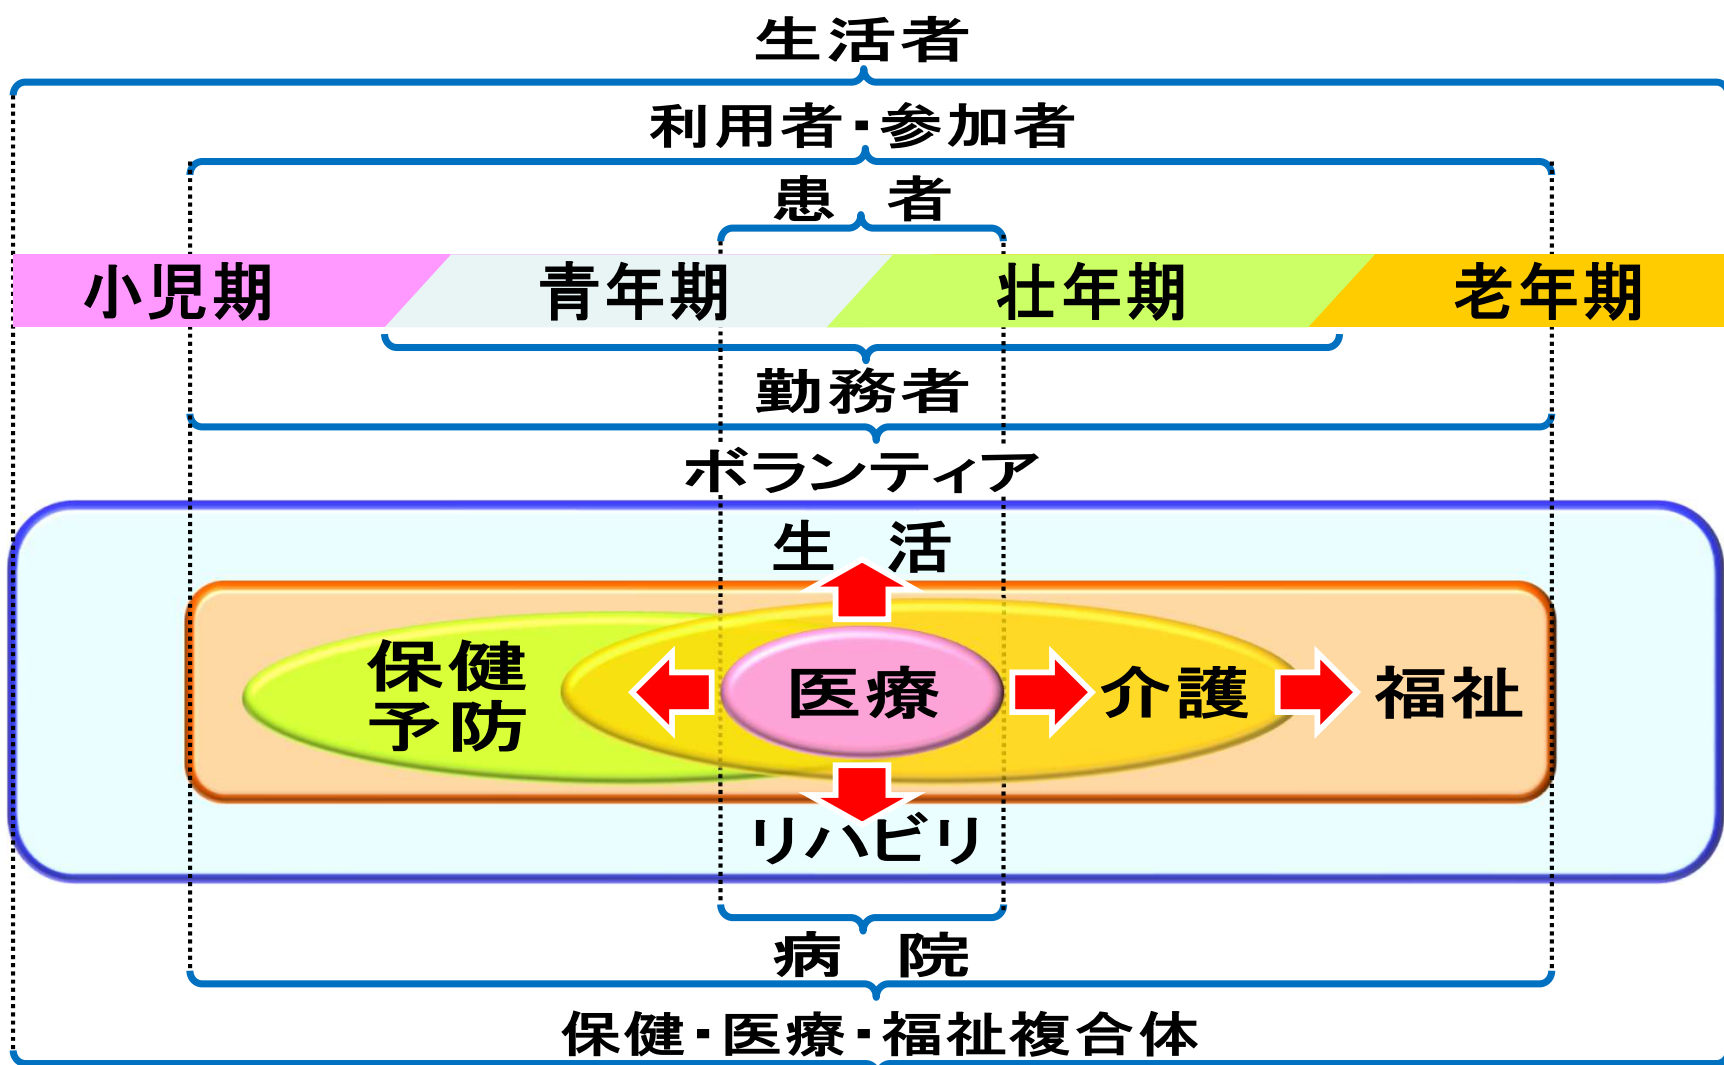 生活者
利用者・参加者
患　者
小児期 青年期 壮年期 老年期
勤務者
ボランティア
生　活
保健
予防
医療 介護 福祉
リハビリ
病　院
保健・医療・福祉複合体